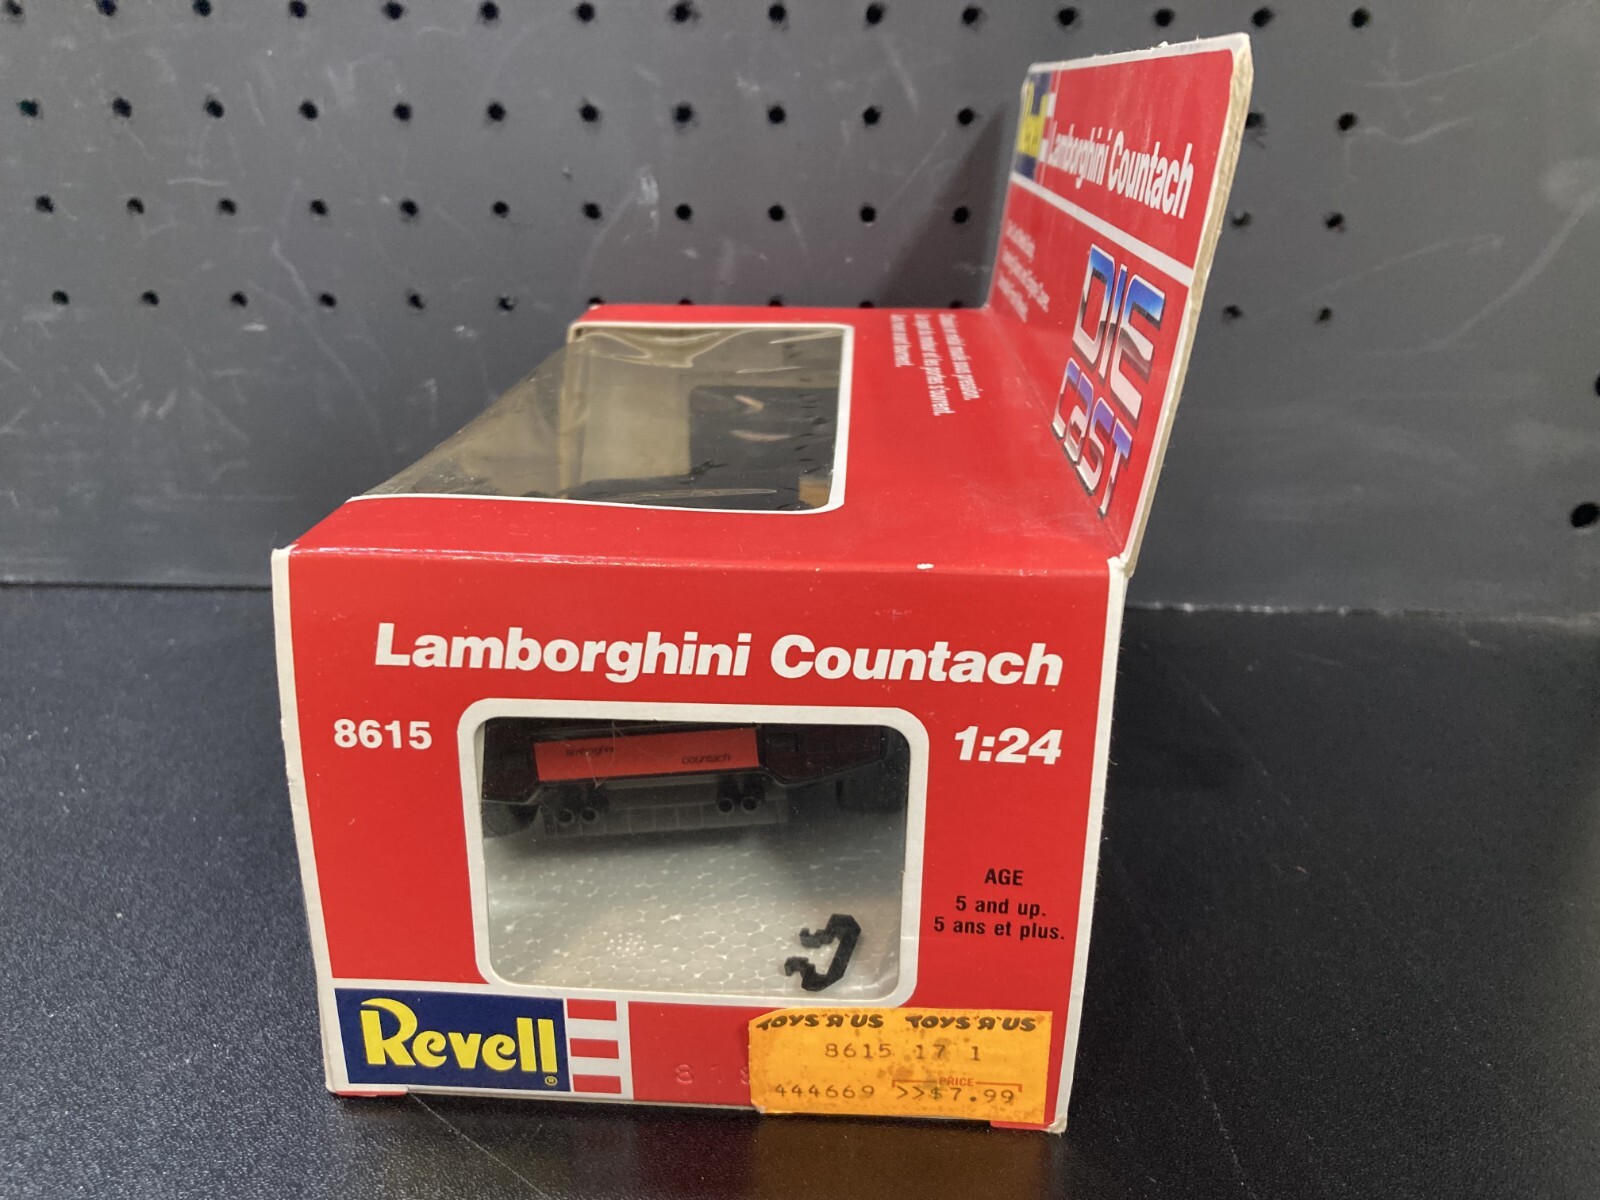 Revell
Lamborghini Countach
DIE
CAST
Lamborghini Countach
8615
1:24
countach
AGE
5 and up.
5 ans et plus.
Revell
TOYS "R" US TOYS "R" US
8615 17 1
PRICE
444669 >>$7.99